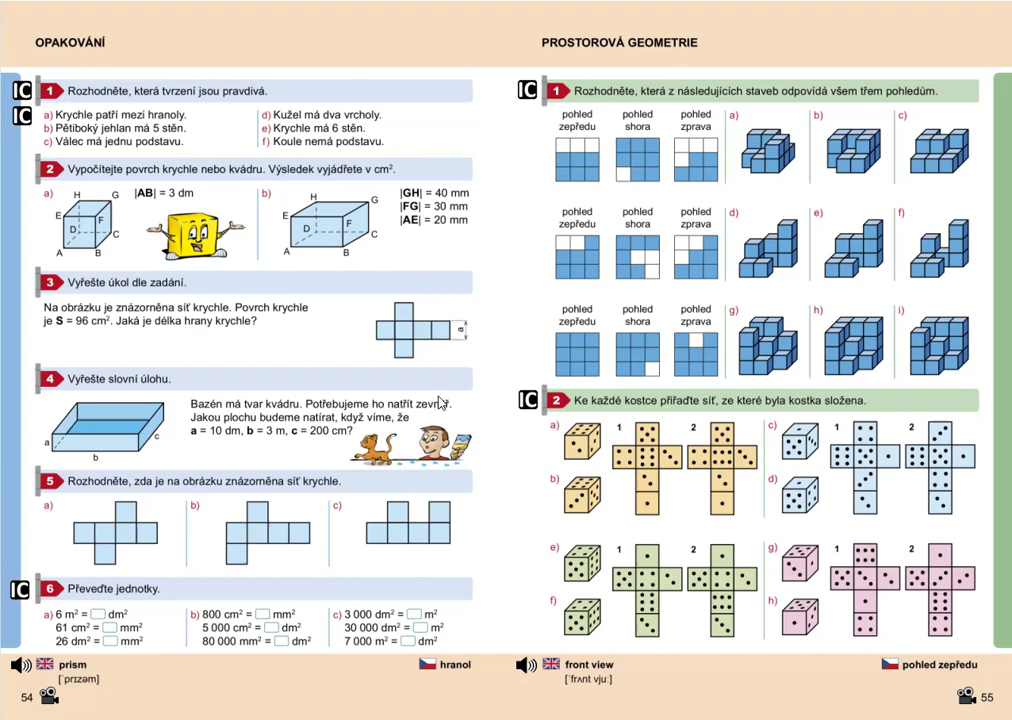 OPAKOVÁNÍ
IC
1 Rozhodněte, která tvrzení jsou pravdivá.
IC
a) Krychle patří mezi hranoly.
b) Pětiboký jehlan má 5 stěn.
c) Válec má jednu podstavu.
d) Kužel má dva vrcholy.
e) Krychle má 6 stěn.
f) Koule nemá podstavu.
2 Vypočítejte povrch krychle nebo kvádru. Výsledek vyjádřete v cm².
a)
H G
E F
D C
A B
|AB| = 3 dm
b)
H G
E F
D C
A B
|GH| = 40 mm
|FG| = 30 mm
|AE| = 20 mm
3 Vyřešte úkol dle zadání.
Na obrázku je znázorněna síť krychle. Povrch krychle
je S = 96 cm². Jaká je délka hrany krychle?
a
4 Vyřešte slovní úlohu.
a
b
c
Bazén má tvar kvádru. Potřebujeme ho natřít
Jakou plochu budeme natírat, když víme, že
a = 10 dm, b = 3 m, c = 200 cm?
5 Rozhodněte, zda je na obrázku znázorněna síť krychle.
a) b) c)
IC
6 Převeďte jednotky.
a) 6 m² = dm²
61 cm² = mm²
26 dm² = mm²
b) 800 cm² = mm²
5 000 cm² = dm²
80 000 mm² = dm²
c) 3 000 dm² = m²
30 000 dm² = m²
7 000 m² = dm²
prism
[ˈprɪzəm]
hranol
54
PROSTOROVÁ GEOMETRIE
IC
1 Rozhodněte, která z následujících staveb odpovídá všem třem pohledům.
pohled zepředu
pohled shora
pohled zprava
a) b) c)
pohled zepředu
pohled shora
pohled zprava
d) e) f)
pohled zepředu
pohled shora
pohled zprava
g) h) i)
IC
2 Ke každé kostce přiřaďte síť, ze které byla kostka složena.
a) 1 2
b)
c) 1 2
d)
e) 1 2
f)
g) 1 2
h)
front view
[ˈfrʌnt vjuː]
pohled zepředu
55